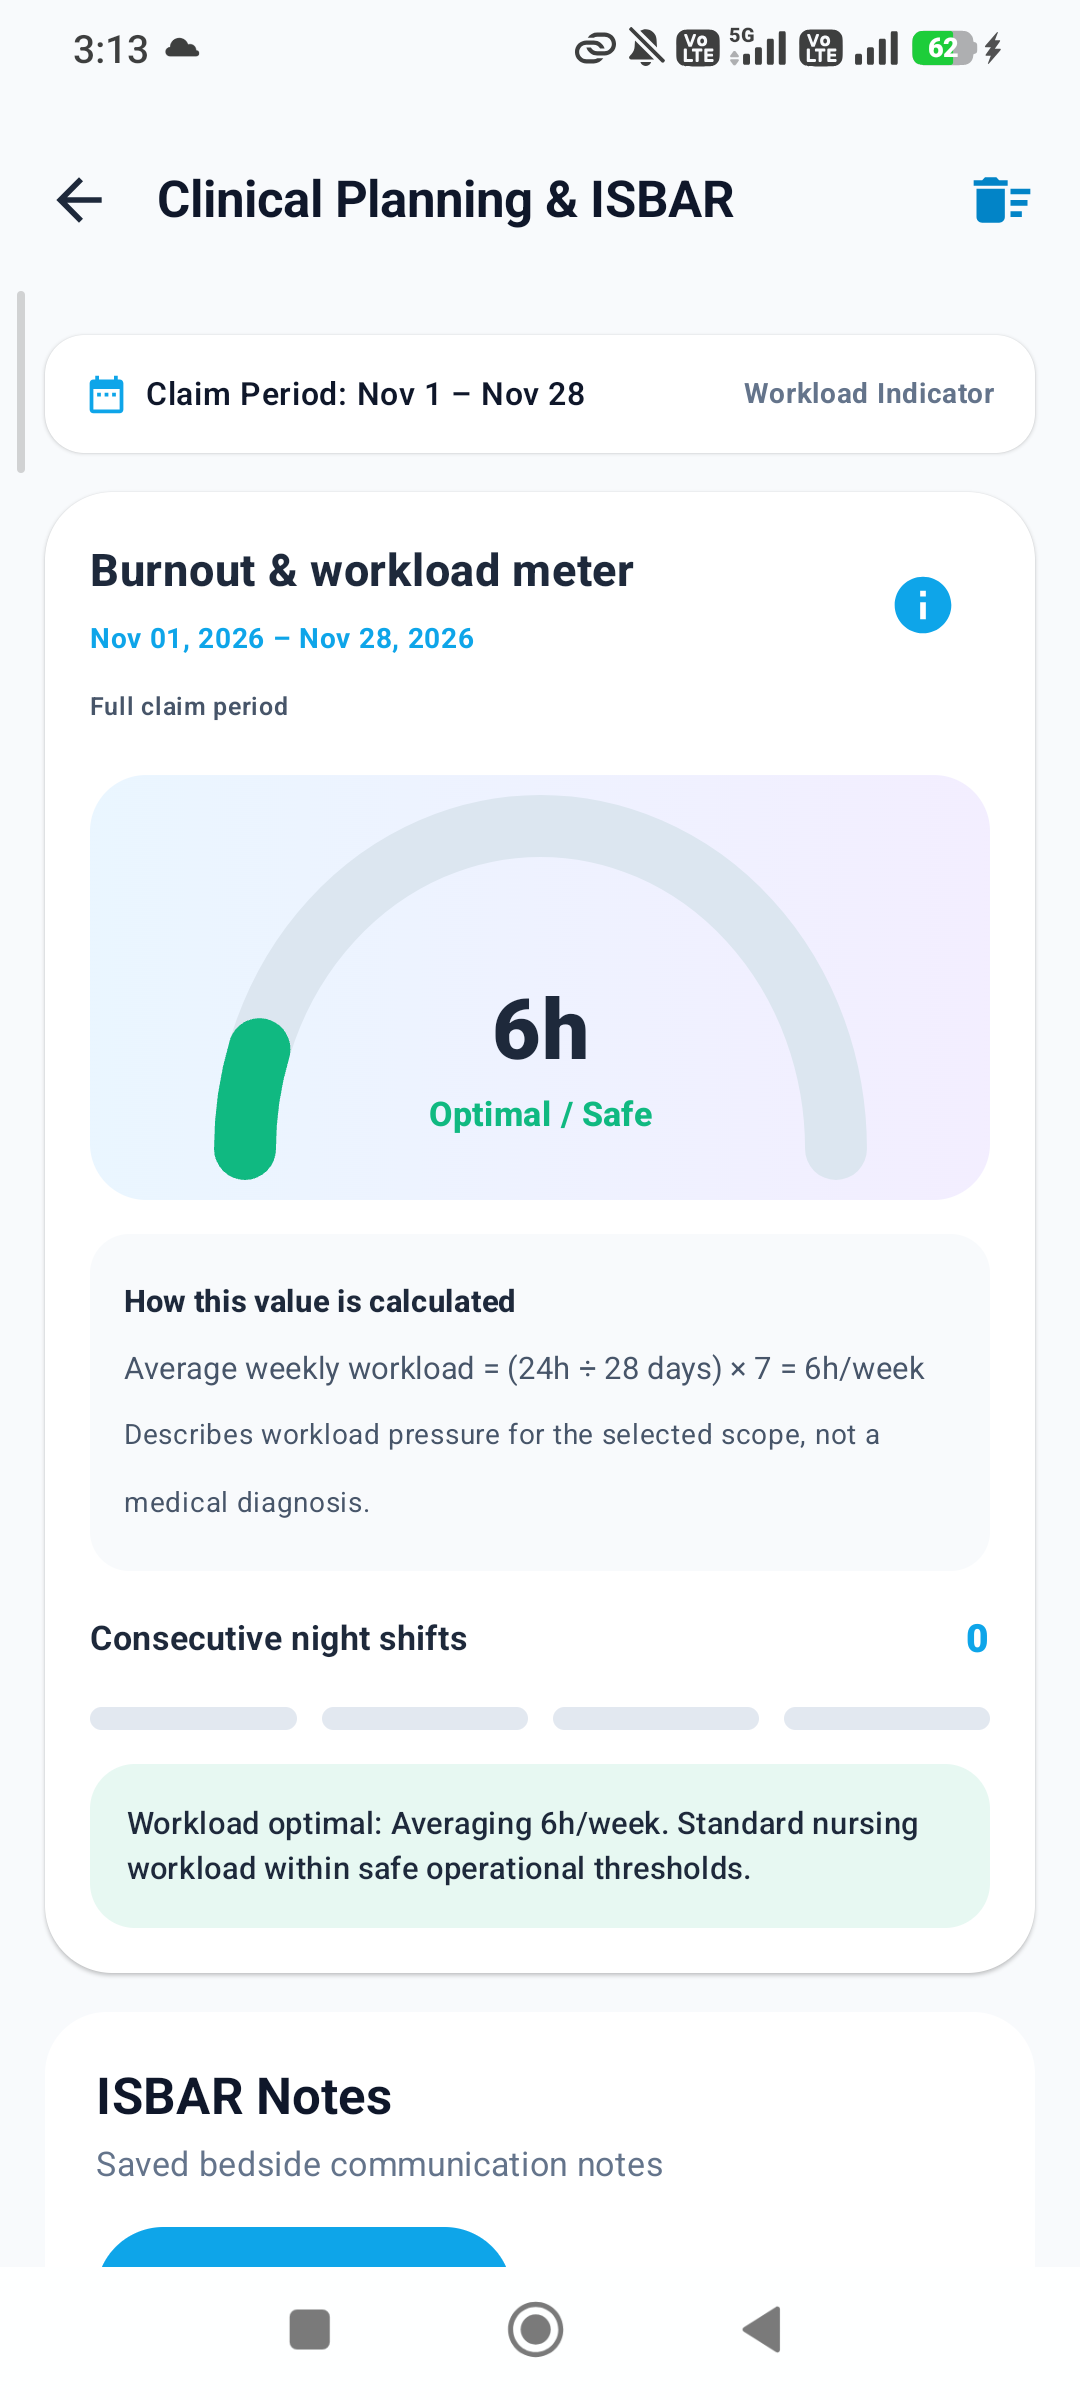 3:13
Vo LTE
5G
Vo LTE
62
Clinical Planning & ISBAR
Claim Period: Nov 1 – Nov 28
Workload Indicator
Burnout & workload meter
Nov 01, 2026 – Nov 28, 2026
Full claim period
6h
Optimal / Safe
How this value is calculated
Average weekly workload = (24h ÷ 28 days) × 7 = 6h/week
Describes workload pressure for the selected scope, not a
medical diagnosis.
Consecutive night shifts
0
Workload optimal: Averaging 6h/week. Standard nursing
workload within safe operational thresholds.
ISBAR Notes
Saved bedside communication notes